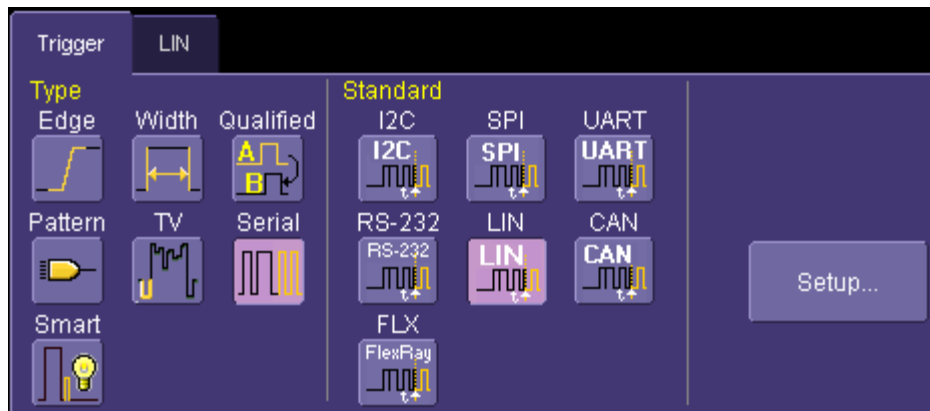 Trigger LIN
Type
Edge Width Qualified
A
B
Pattern TV Serial
U
Smart
Standard
I2C SPI UART
I2C SPI UART
RS-232 LIN CAN
RS-232 LIN CAN
FLX
FlexRay
Setup...